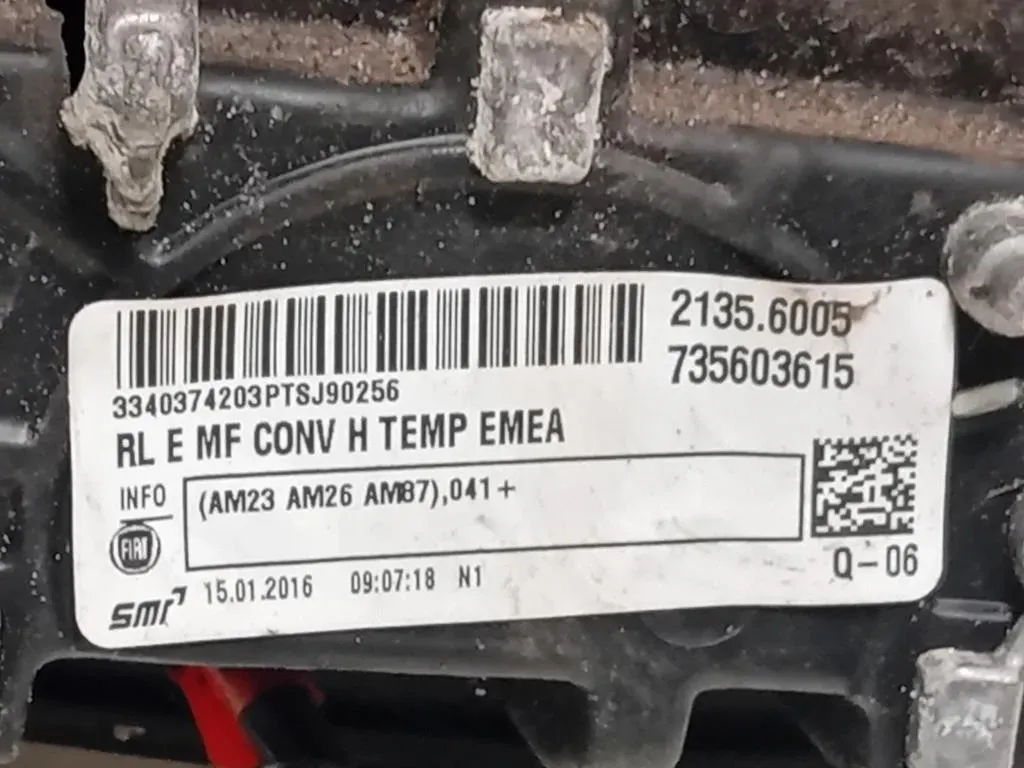 2135.6005
735603615
3340374203PTSJ90256
RL E MF CONV H TEMP EMEA
INFO
(AM23 AM26 AM87),041+
FIAT
smr 15.01.2016 09:07:18 N1
Q-06